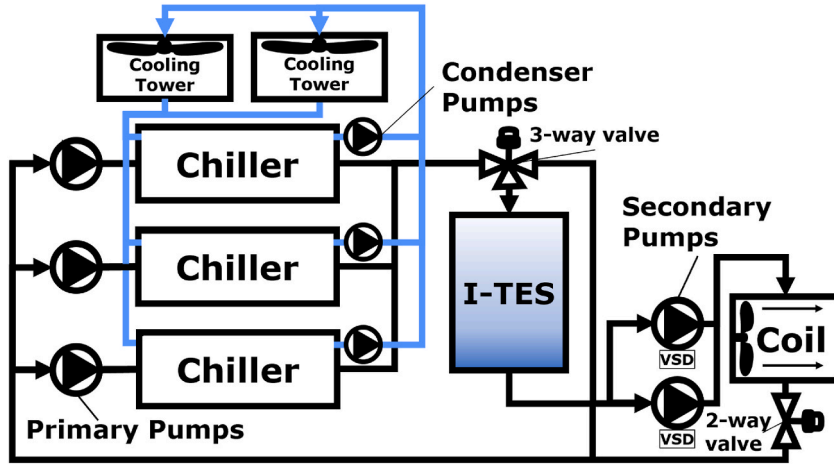 Cooling
Tower
Cooling
Tower
Condenser
Pumps
3-way valve
Chiller
Chiller
Chiller
I-TES
Secondary
Pumps
VSD
VSD
Coil
Primary Pumps
2-way
valve